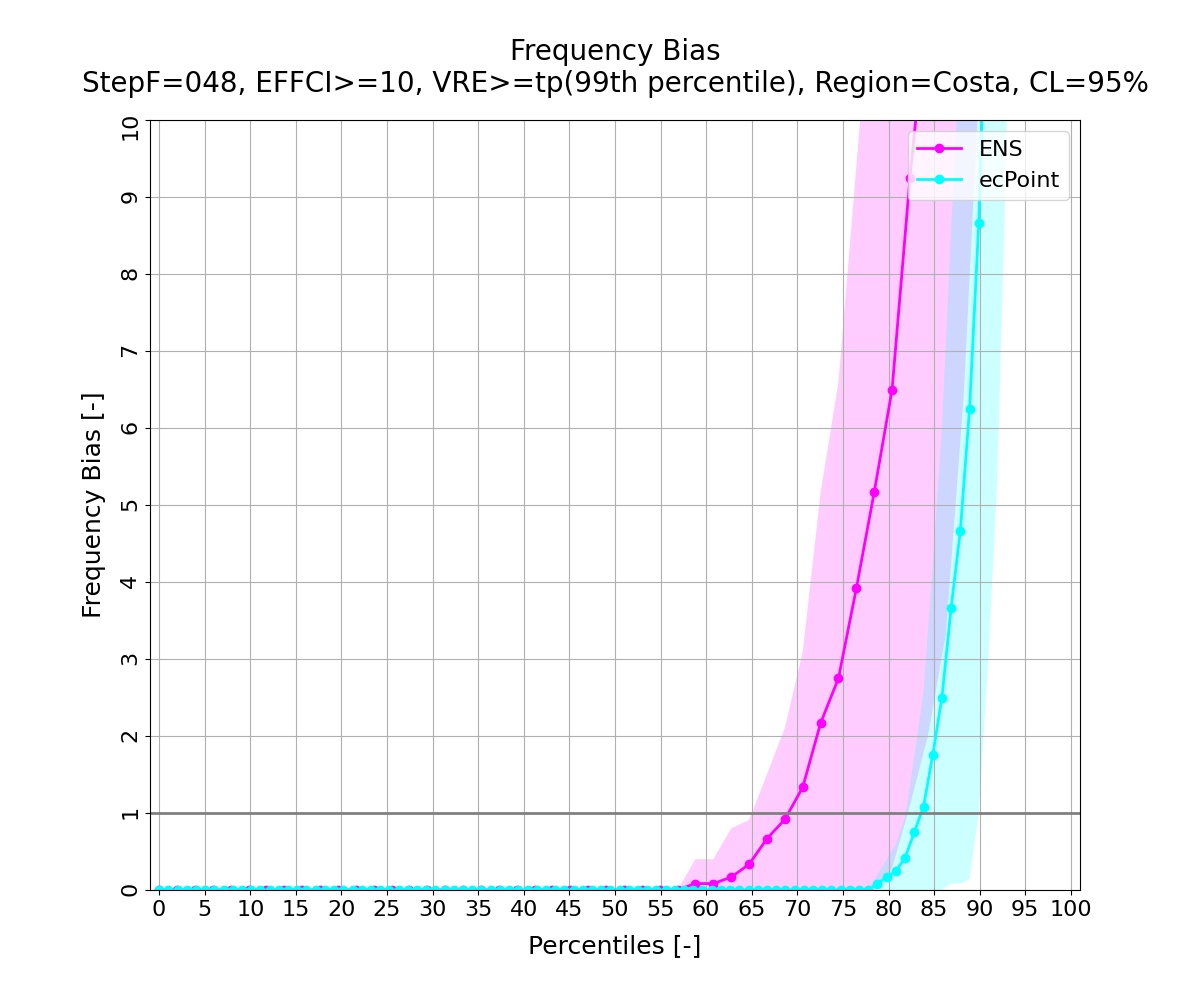 Frequency Bias
StepF=048, EFFCI>=10, VRE>=tp(99th percentile), Region=Costa, CL=95%
10
9
8
7
6
5
4
3
2
1
0
Frequency Bias [-]
ENS
ecPoint
0 5 10 15 20 25 30 35 40 45 50 55 60 65 70 75 80 85 90 95 100
Percentiles [-]